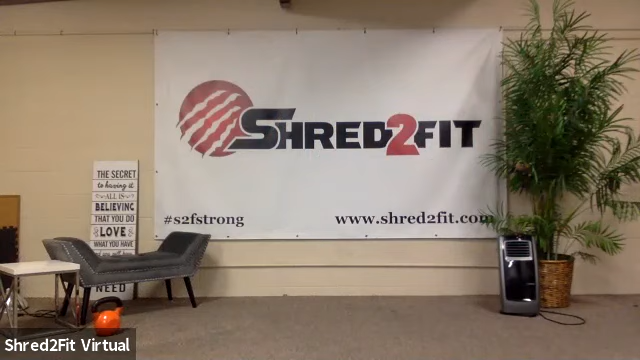 SHRED2FIT
#s2fstrong
www.shred2fit.com
THE SECRET
to having it
ALL IS
BELIEVING
THAT YOU DO
LOVE
WHAT YOU HAVE
NEED
Shred2Fit Virtual